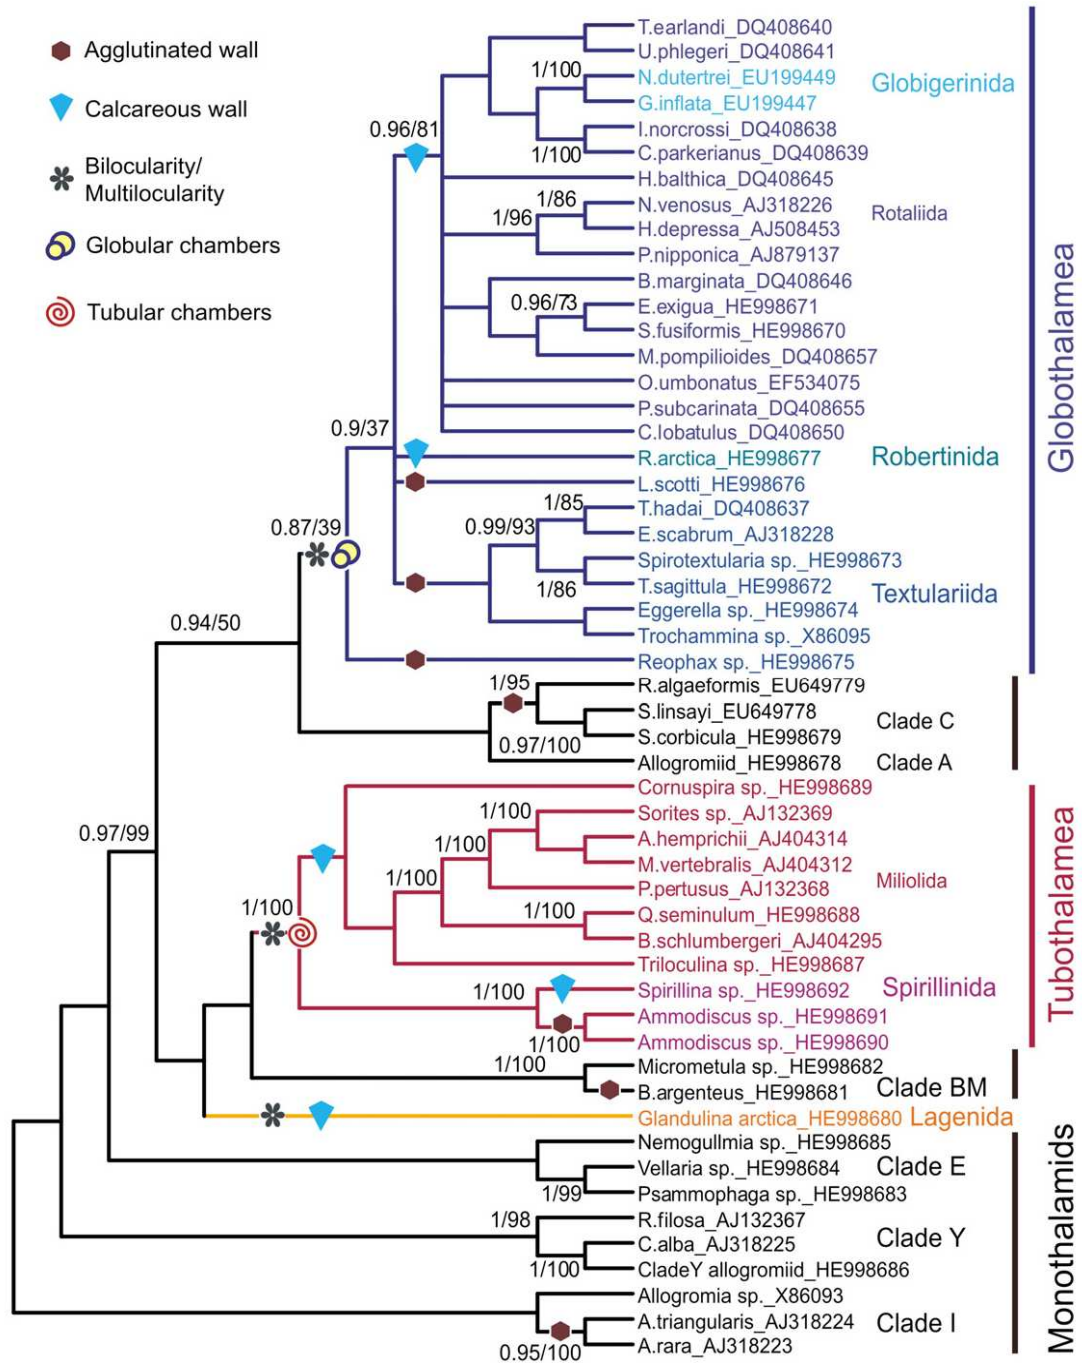 Agglutinated wall
Calcareous wall
Bilocularity/
Multilocularity
Globular chambers
Tubular chambers
T.earlandi_DQ408640
U.phlegeri_DQ408641
1/100
N.dutertrei_EU199449
Globigerinida
G.inflata_EU199447
0.96/81
I.norcrossi_DQ408638
1/100
C.parkerianus_DQ408639
H.balthica_DQ408645
1/86
N.venosus_AJ318226
Rotaliida
1/96
H.depressa_AJ508453
P.nipponica_AJ879137
B.marginata_DQ408646
0.96/73
E.exigua_HE998671
S.fusiformis_HE998670
M.pompilioides_DQ408657
O.umbonatus_EF534075
P.subcarinata_DQ408655
0.9/37
C.lobatulus_DQ408650
R.arctica_HE998677
Robertinida
L.scotti_HE998676
1/85
T.hadai_DQ408637
0.87/39
0.99/93
E.scabrum_AJ318228
Spirotextularia sp._HE998673
1/86
T.sagittula_HE998672
Textulariida
Eggerella sp._HE998674
0.94/50
Trochammina sp._X86095
Reophax sp._HE998675
Globothalamea
1/95
R.algaeformis_EU649779
S.linsayi_EU649778
Clade C
S.corbicula_HE998679
0.97/100
Allogromiid_HE998678
Clade A
Cornuspira sp._HE998689
1/100
Sorites sp._AJ132369
0.97/99
A.hemprichii_AJ404314
1/100
M.vertebralis_AJ404312
1/100
P.pertusus_AJ132368
Miliolida
1/100
1/100
Q.seminulum_HE998688
B.schlumbergeri_AJ404295
Triloculina sp._HE998687
1/100
Spirillina sp._HE998692
Spirillinida
Ammodiscus sp._HE998691
1/100
Ammodiscus sp._HE998690
Tubothalamea
1/100
Micrometula sp._HE998682
B.argenteus_HE998681
Clade BM
Glandulina arctica_HE998680
Lagenida
Nemogullmia sp._HE998685
Vellaria sp._HE998684
Clade E
1/99
Psammophaga sp._HE998683
1/98
R.filosa_AJ132367
C.alba_AJ318225
Clade Y
1/100
CladeY allogromiid_HE998686
Allogromia sp._X86093
A.triangularis_AJ318224
Clade I
0.95/100
A.rara_AJ318223
Monothalamids